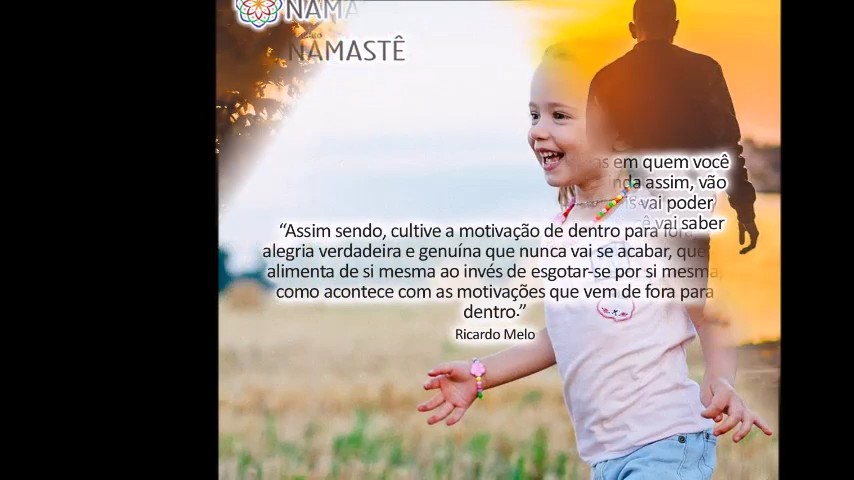 NAMA
NAMASTÊ
em quem você
assim, vão
vai poder
vai saber
“Assim sendo, cultive a motivação de dentro para fora,
alegria verdadeira e genuína que nunca vai se acabar, que
alimenta de si mesma ao invés de esgotar-se por si mesma,
como acontece com as motivações que vem de fora para
dentro.”
Ricardo Melo